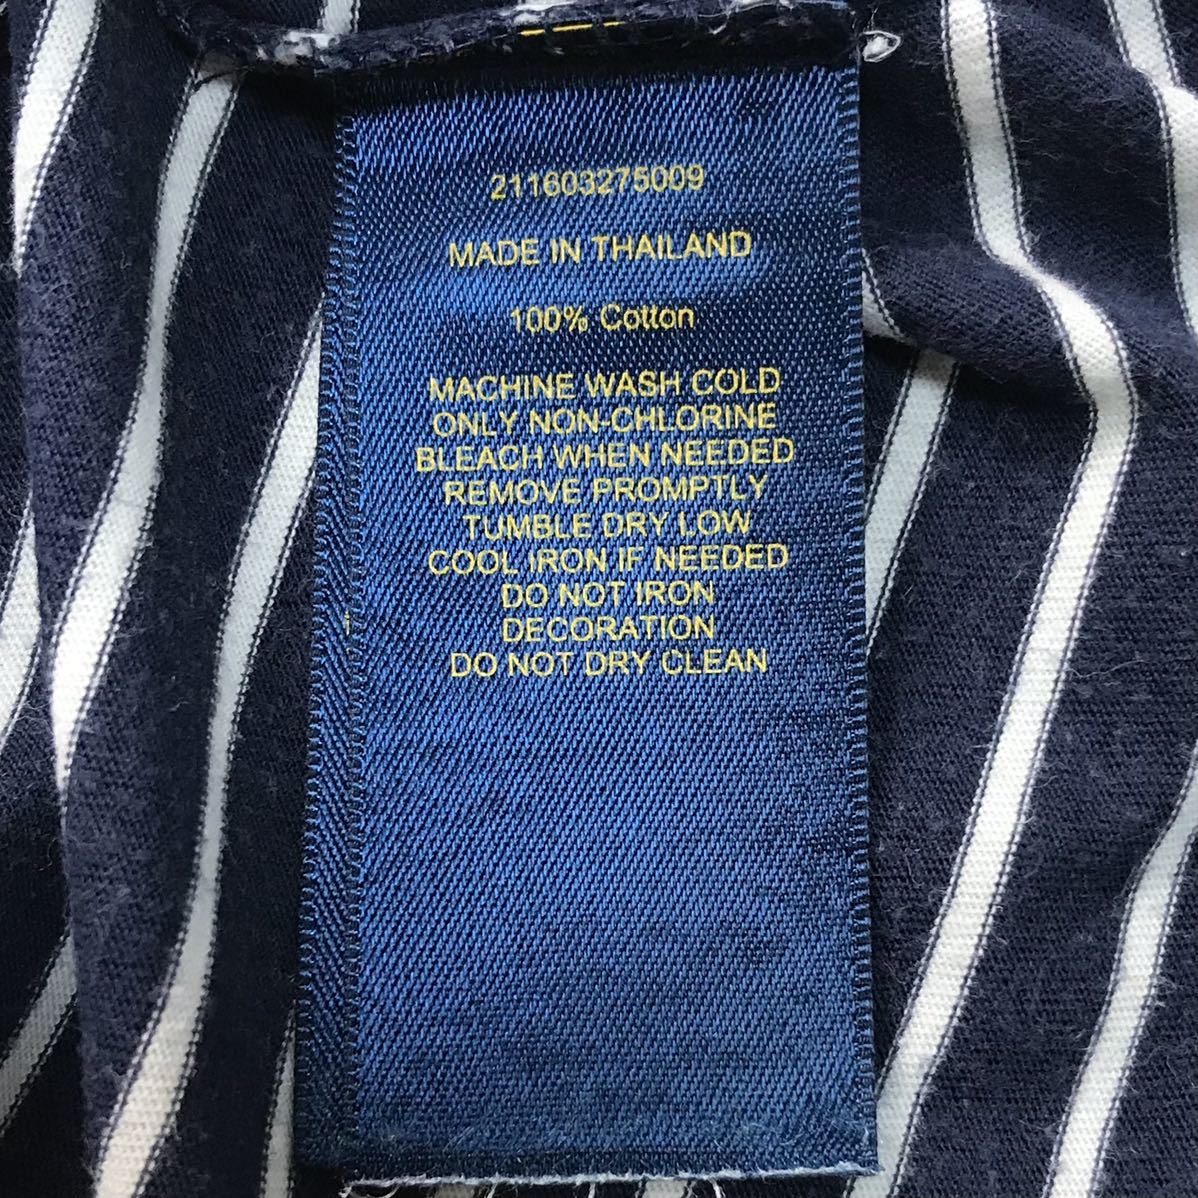 211603275009
MADE IN THAILAND
100% Cotton
MACHINE WASH COLD
ONLY NON-CHLORINE
BLEACH WHEN NEEDED
REMOVE PROMPTLY
TUMBLE DRY LOW
COOL IRON IF NEEDED
DO NOT IRON
DECORATION
DO NOT DRY CLEAN